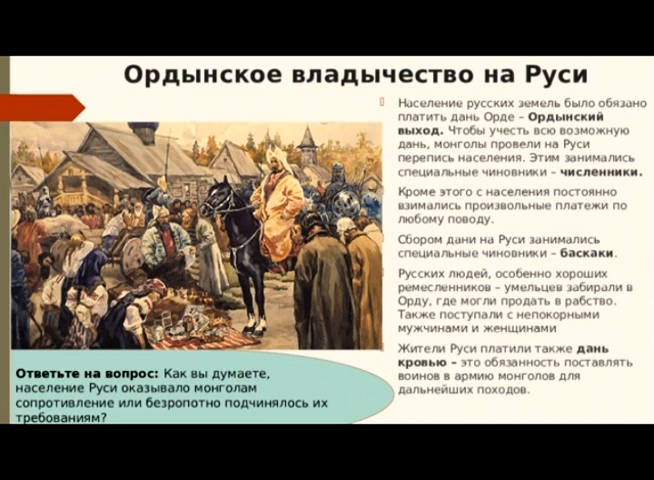 Ордынское владычество на Руси
Население русских земель было обязано
платить дань Орде – Ордынский
выход. Чтобы учесть всю возможную
дань, монголы провели на Руси
перепись населения. Этим занимались
специальные чиновники – численники.
Кроме этого с населения постоянно
взимались произвольные платежи по
любому поводу.
Сбором дани на Руси занимались
специальные чиновники – баскаки.
Русских людей, особенно хороших
ремесленников – умельцев забирали в
Орду, где могли продать в рабство.
Также поступали с непокорными
мужчинами и женщинами
Жители Руси платили также дань
кровью – это обязанность поставлять
воинов в армию монголов для
дальнейших походов.
Ответьте на вопрос: Как вы думаете,
население Руси оказывало монголам
сопротивление или безропотно подчинялось их
требованиям?